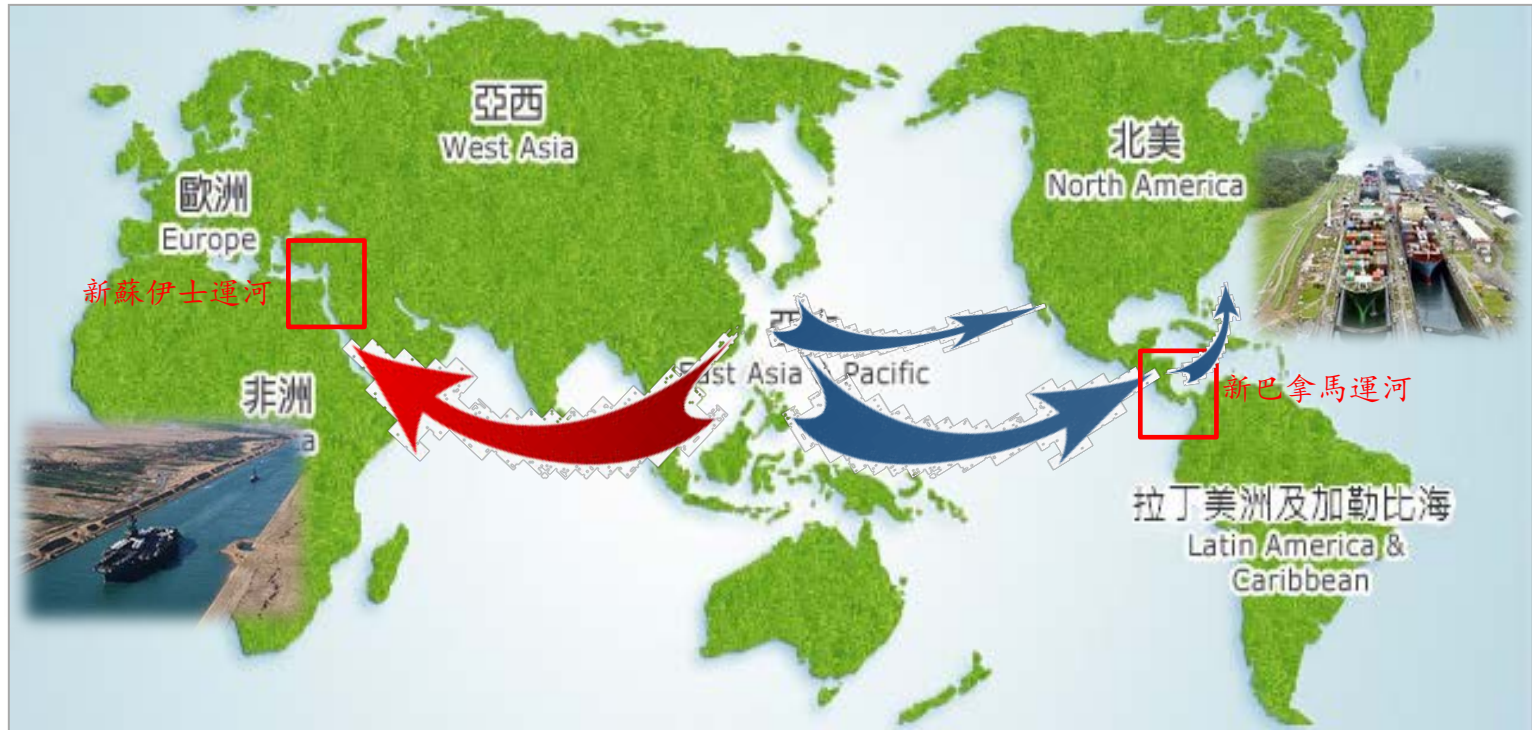 亞西
West Asia
北美
North America
歐洲
Europe
新蘇伊士運河
East Asia
Pacific
非洲
新巴拿馬運河
拉丁美洲及加勒比海
Latin America &
Caribbean